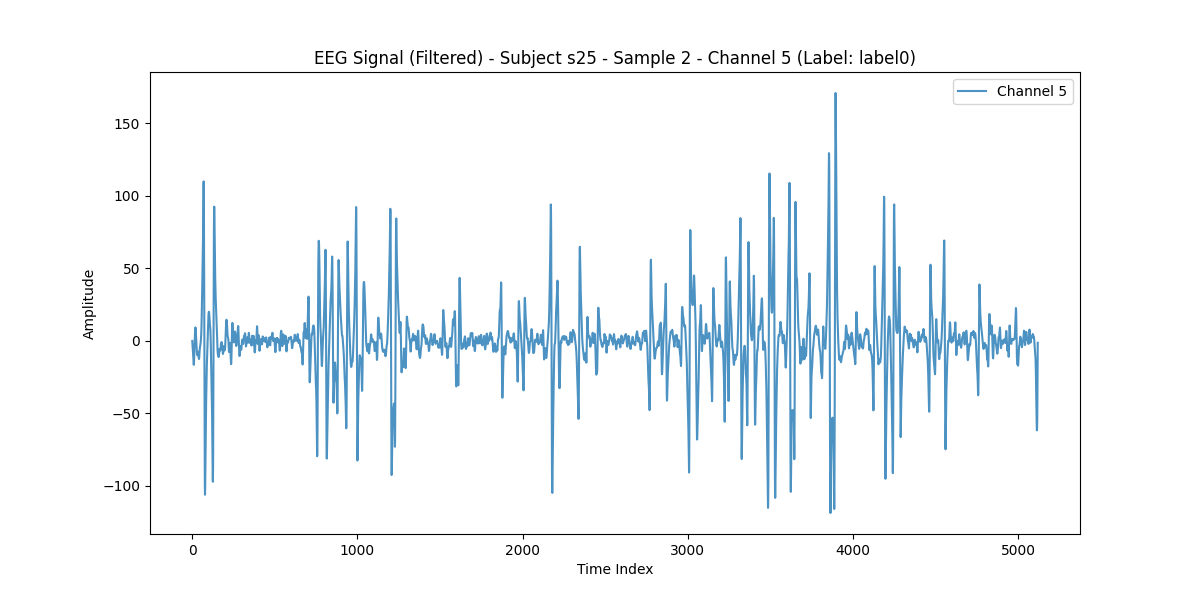 EEG Signal (Filtered) - Subject s25 - Sample 2 - Channel 5 (Label: label0)
Channel 5
150
100
50
0
−50
−100
Amplitude
0 1000 2000 3000 4000 5000
Time Index